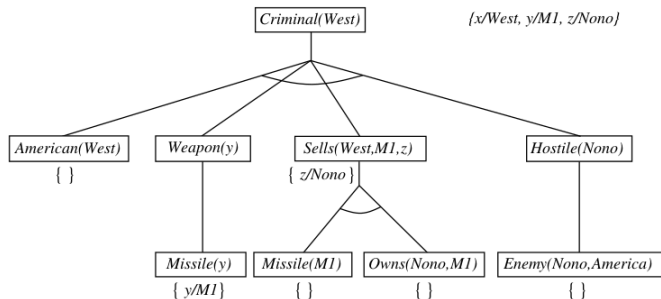 Criminal(West)
{x/West, y/M1, z/Nono}
American(West)
Weapon(y)
Sells(West,M1,z)
Hostile(Nono)
{ }
{ z/Nono }
Missile(y)
Missile(M1)
Owns(Nono,M1)
Enemy(Nono,America)
{ y/M1}
{ }
{ }
{ }